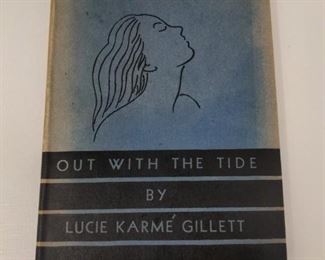 OUT WITH THE TIDE
BY
LUCIE KARMÉ GILLETT